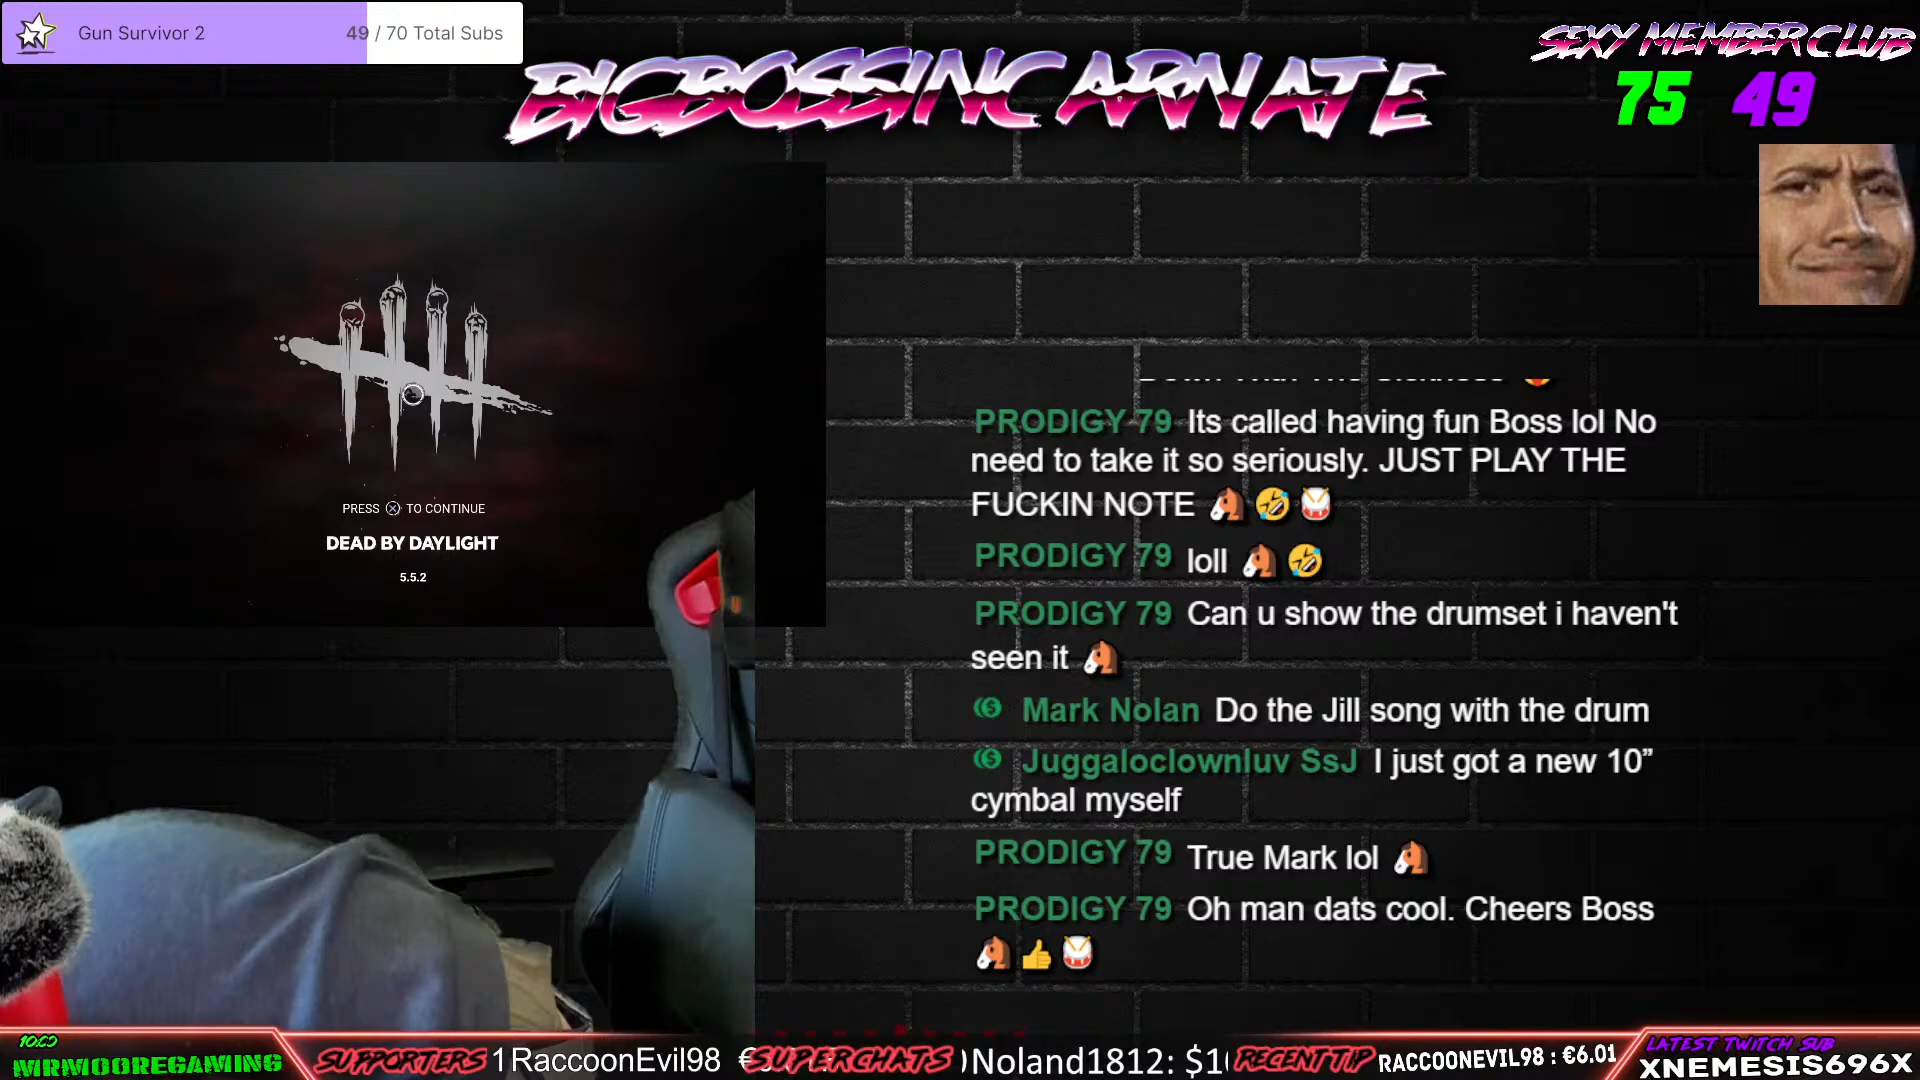 Gun Survivor 2
49 / 70 Total Subs
BIGBOSSINCARNATE
SEXY MEMBER CLUB
75 49
PRODIGY 79 Its called having fun Boss lol No
need to take it so seriously. JUST PLAY THE
FUCKIN NOTE
PRODIGY 79 loll
PRODIGY 79 Can u show the drumset i haven't
seen it
Mark Nolan Do the Jill song with the drum
Juggaloclownluv SsJ I just got a new 10”
cymbal myself
PRODIGY 79 True Mark lol
PRODIGY 79 Oh man dats cool. Cheers Boss
PRESS ⓧ TO CONTINUE
DEAD BY DAYLIGHT
5.5.2
MRMOOREGAMING
SUPPORTERS 1RaccoonEvil98
SUPERCHATS Noland1812: $1
RECENT TIP RACCOONEVIL98 : €6.01
LATEST TWITCH SUB
XNEMESIS696X